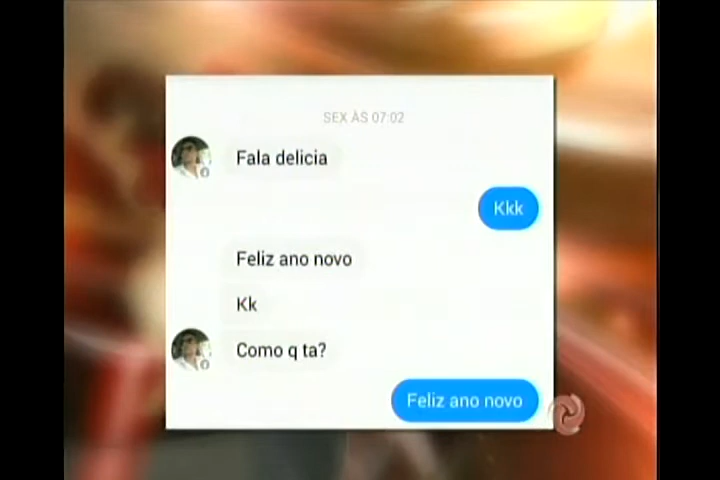 SEX ÀS 07:02
Fala delicia
Kkk
Feliz ano novo
Kk
Como q ta?
Feliz ano novo